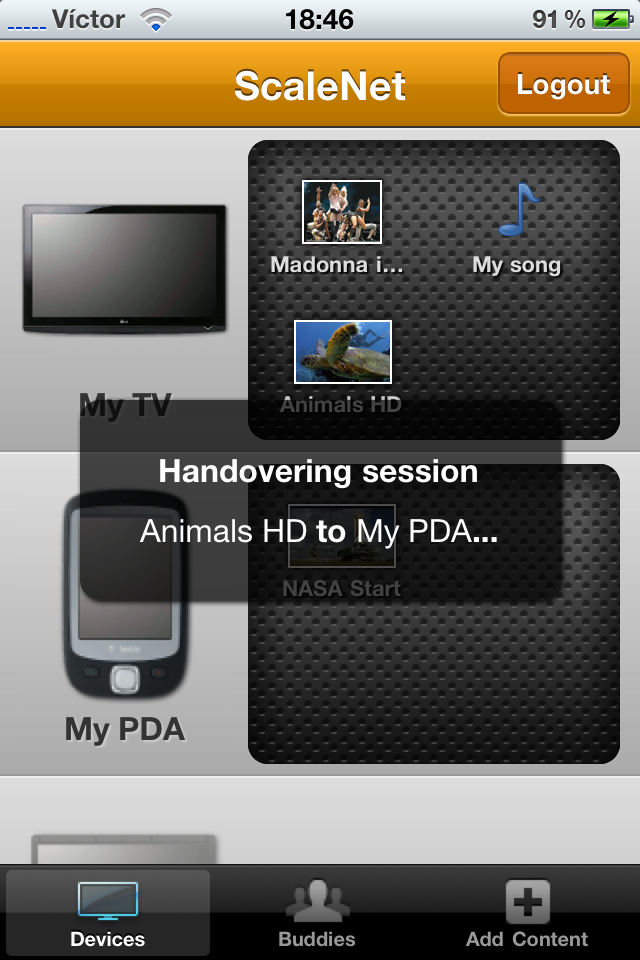 Víctor 18:46 91 %
ScaleNet Logout
Madonna i... My song
Animals HD
My TV
Handovering session
Animals HD to My PDA...
NASA Start
My PDA
Devices Buddies Add Content